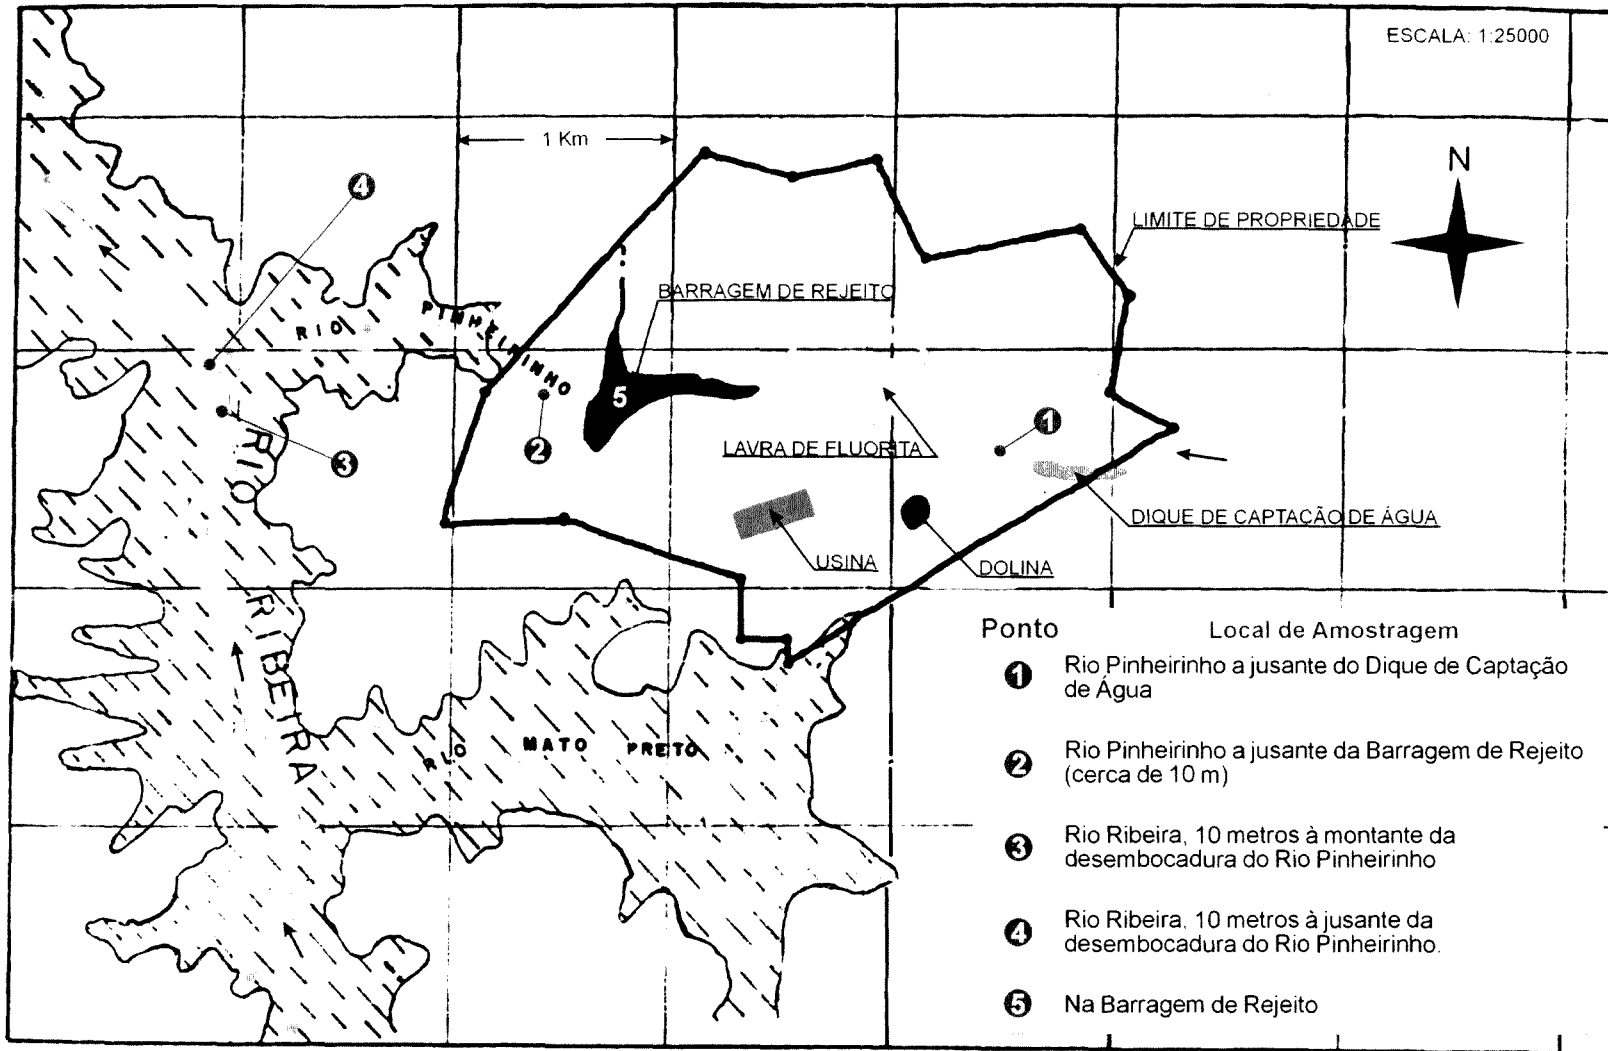 ESCALA: 1:25000
1 Km
N
4
LIMITE DE PROPRIEDADE
BARRAGEM DE REJEITO
RIO PINHEIRINHO
5
1
2
LAVRA DE FLUORITA
3
RIO RIBEIRA
DIQUE DE CAPTAÇÃO DE ÁGUA
USINA
DOLINA
RIO MATO PRETO
Ponto Local de Amostragem
1 Rio Pinheirinho a jusante do Dique de Captação
de Água
2 Rio Pinheirinho a jusante da Barragem de Rejeito
(cerca de 10 m)
3 Rio Ribeira, 10 metros à montante da
desembocadura do Rio Pinheirinho
4 Rio Ribeira, 10 metros à jusante da
desembocadura do Rio Pinheirinho.
5 Na Barragem de Rejeito